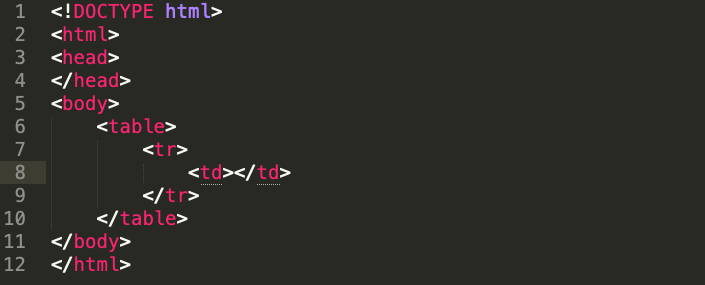 1 <!DOCTYPE html>
2 <html>
3 <head>
4 </head>
5 <body>
6     <table>
7         <tr>
8             <td></td>
9         </tr>
10     </table>
11 </body>
12 </html>